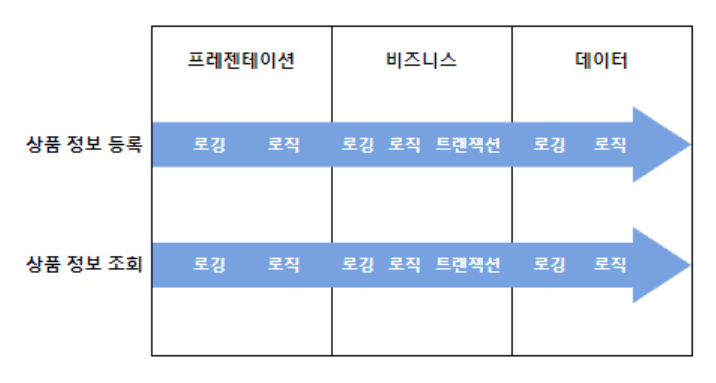 프레젠테이션 비즈니스 데이터
상품 정보 등록 로깅 로직 로깅 로직 트랜잭션 로깅 로직
상품 정보 조회 로깅 로직 로깅 로직 트랜잭션 로깅 로직